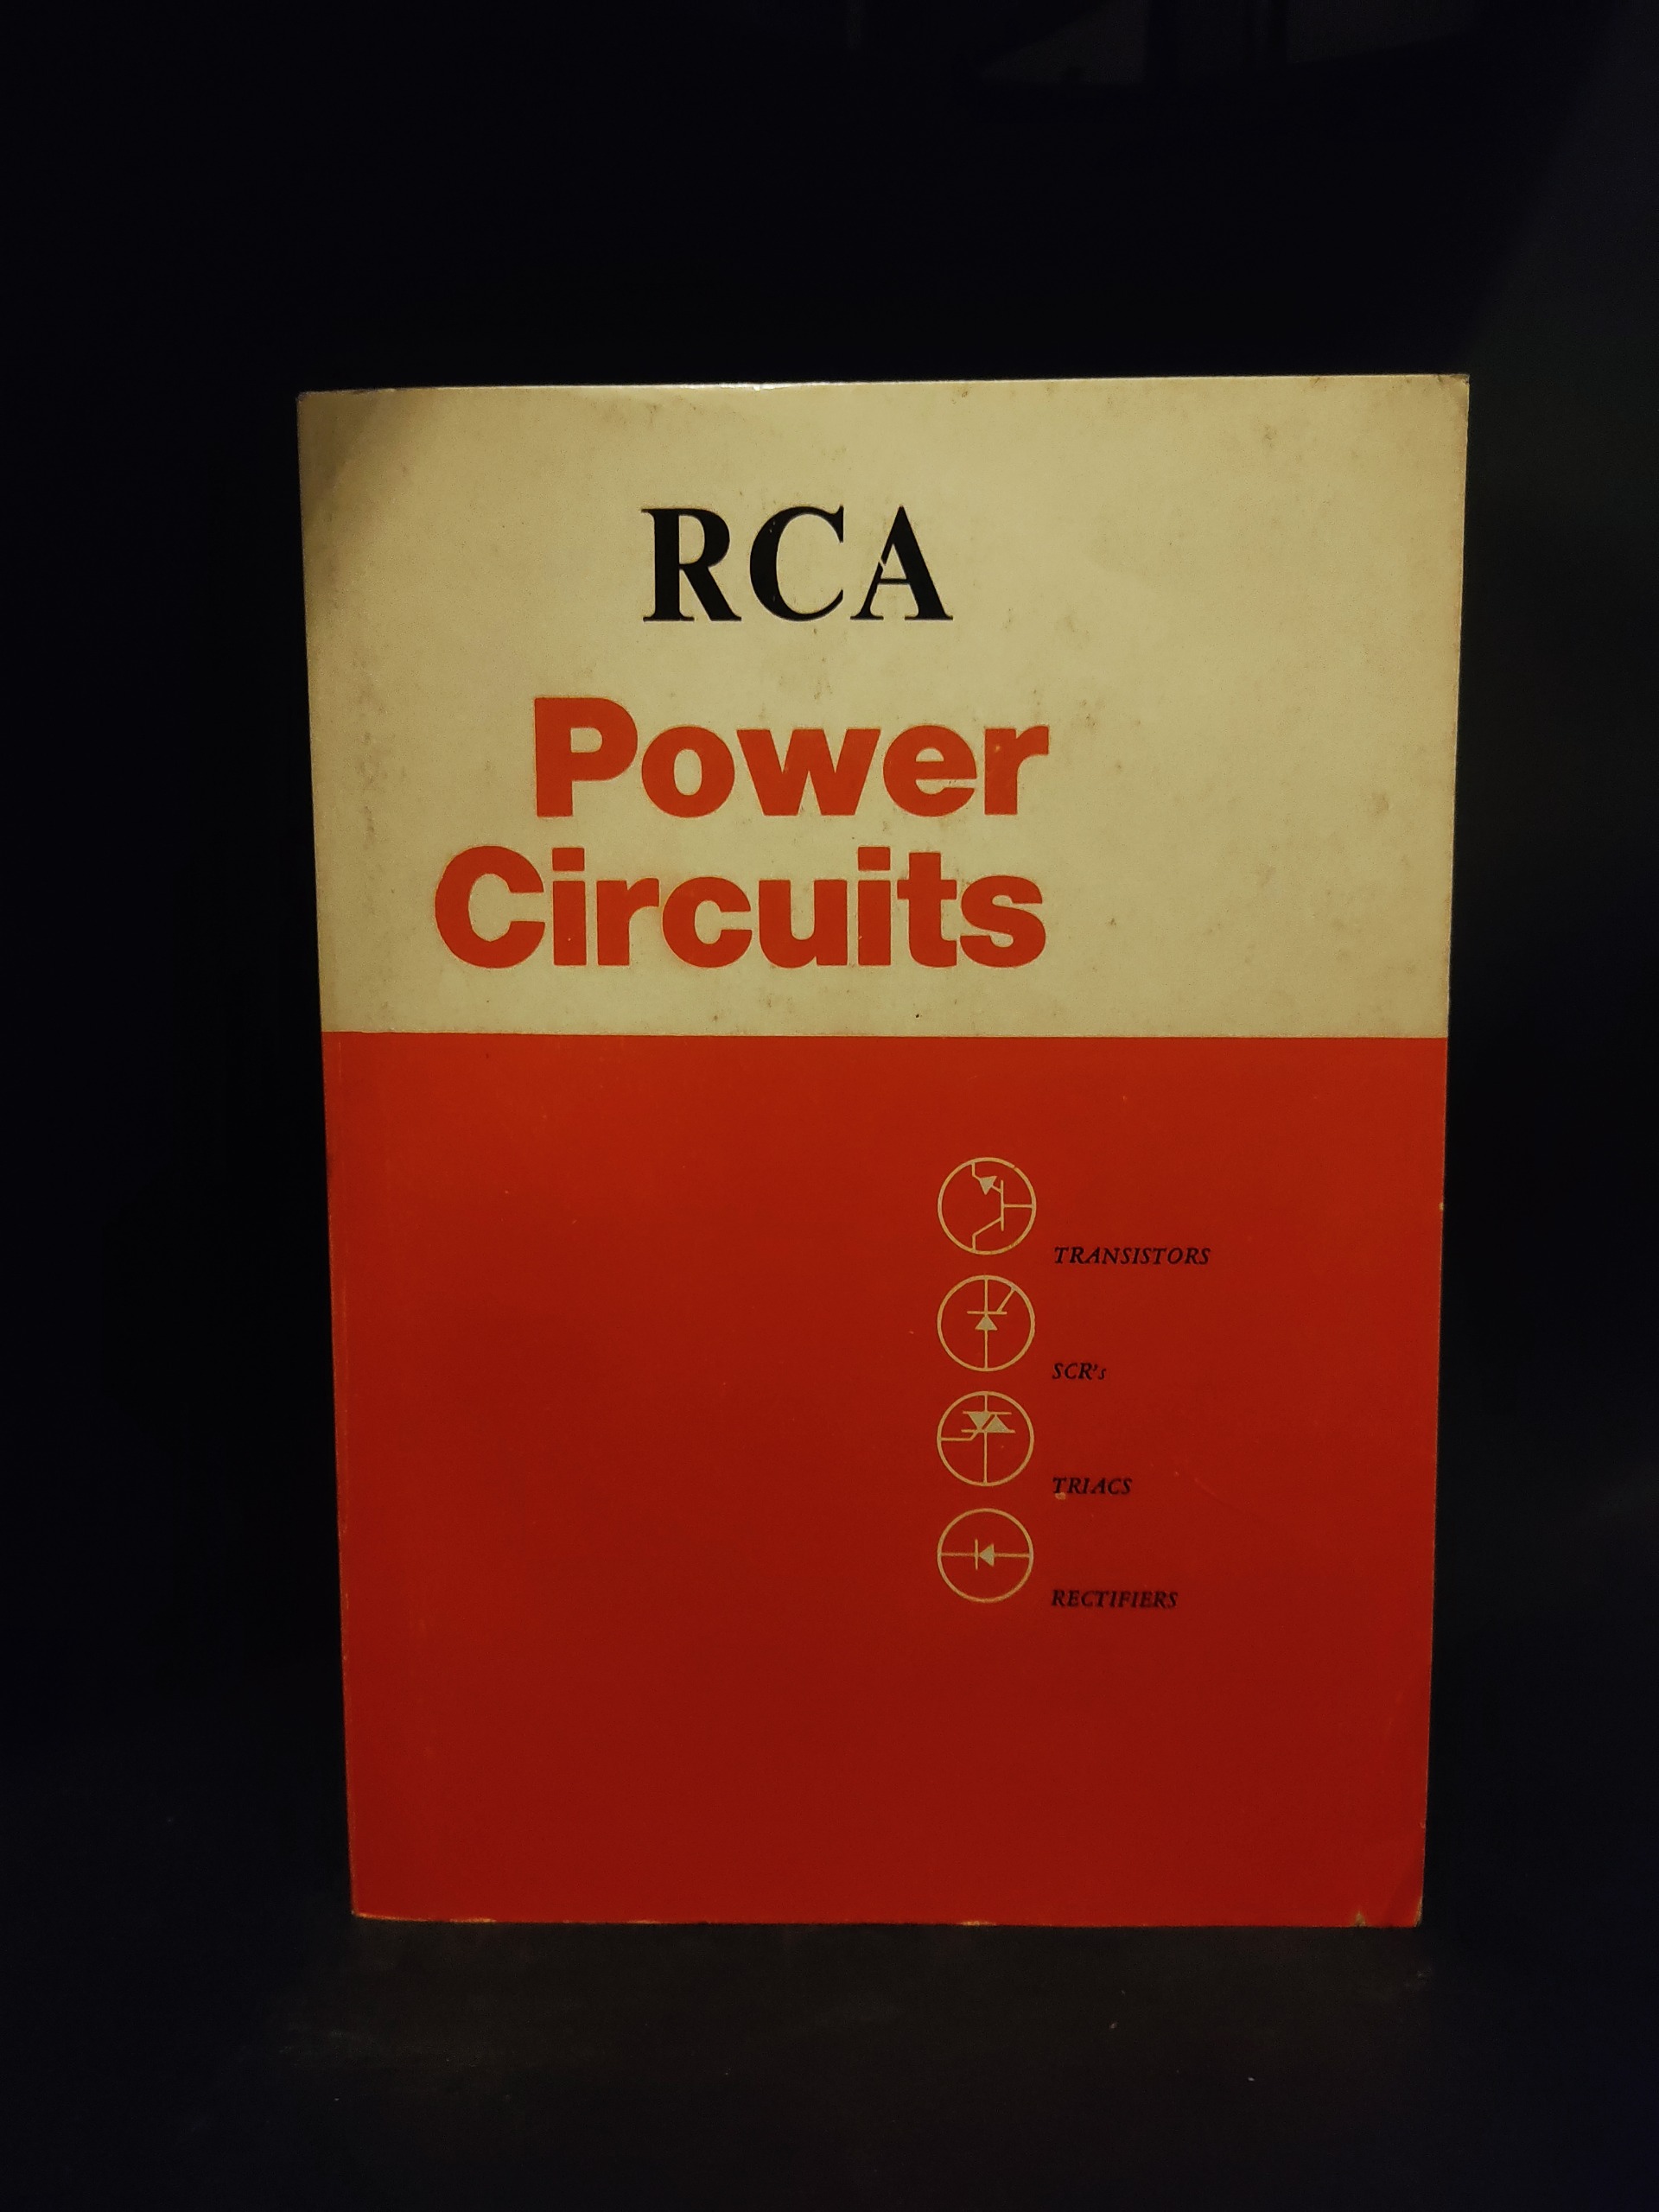 RCA
Power
Circuits
TRANSISTORS
SCR's
TRIACS
RECTIFIERS